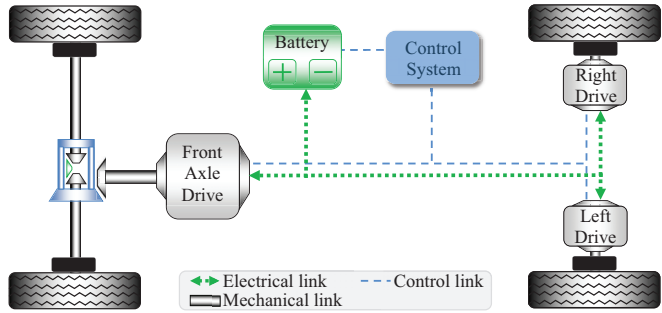 Battery
+ −
Control
System
Right
Drive
Front
Axle
Drive
Left
Drive
Electrical link
Control link
Mechanical link